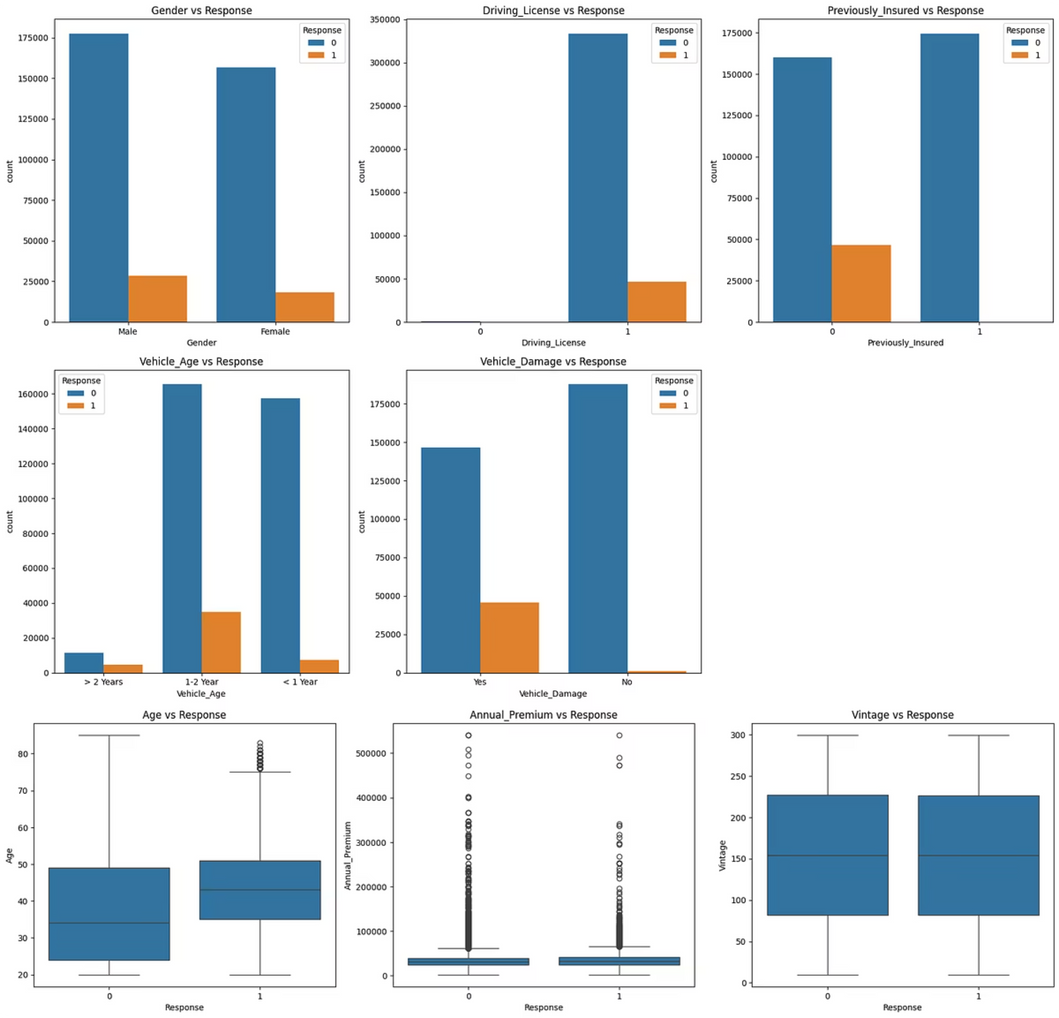 Gender vs Response
Response
0
1
175000
150000
125000
100000
75000
50000
25000
0
count
Male
Female
Gender
Driving_License vs Response
Response
0
1
350000
300000
250000
200000
150000
100000
50000
0
count
0
1
Driving_License
Previously_Insured vs Response
Response
0
1
175000
150000
125000
100000
75000
50000
25000
0
count
0
1
Previously_Insured
Vehicle_Age vs Response
Response
0
1
160000
140000
120000
100000
80000
60000
40000
20000
0
count
> 2 Years
1-2 Year
< 1 Year
Vehicle_Age
Vehicle_Damage vs Response
Response
0
1
175000
150000
125000
100000
75000
50000
25000
0
count
Yes
No
Vehicle_Damage
Age vs Response
80
70
60
50
40
30
20
Age
0
1
Response
Annual_Premium vs Response
500000
400000
300000
200000
100000
0
Annual_Premium
0
1
Response
Vintage vs Response
300
250
200
150
100
50
0
Vintage
0
1
Response